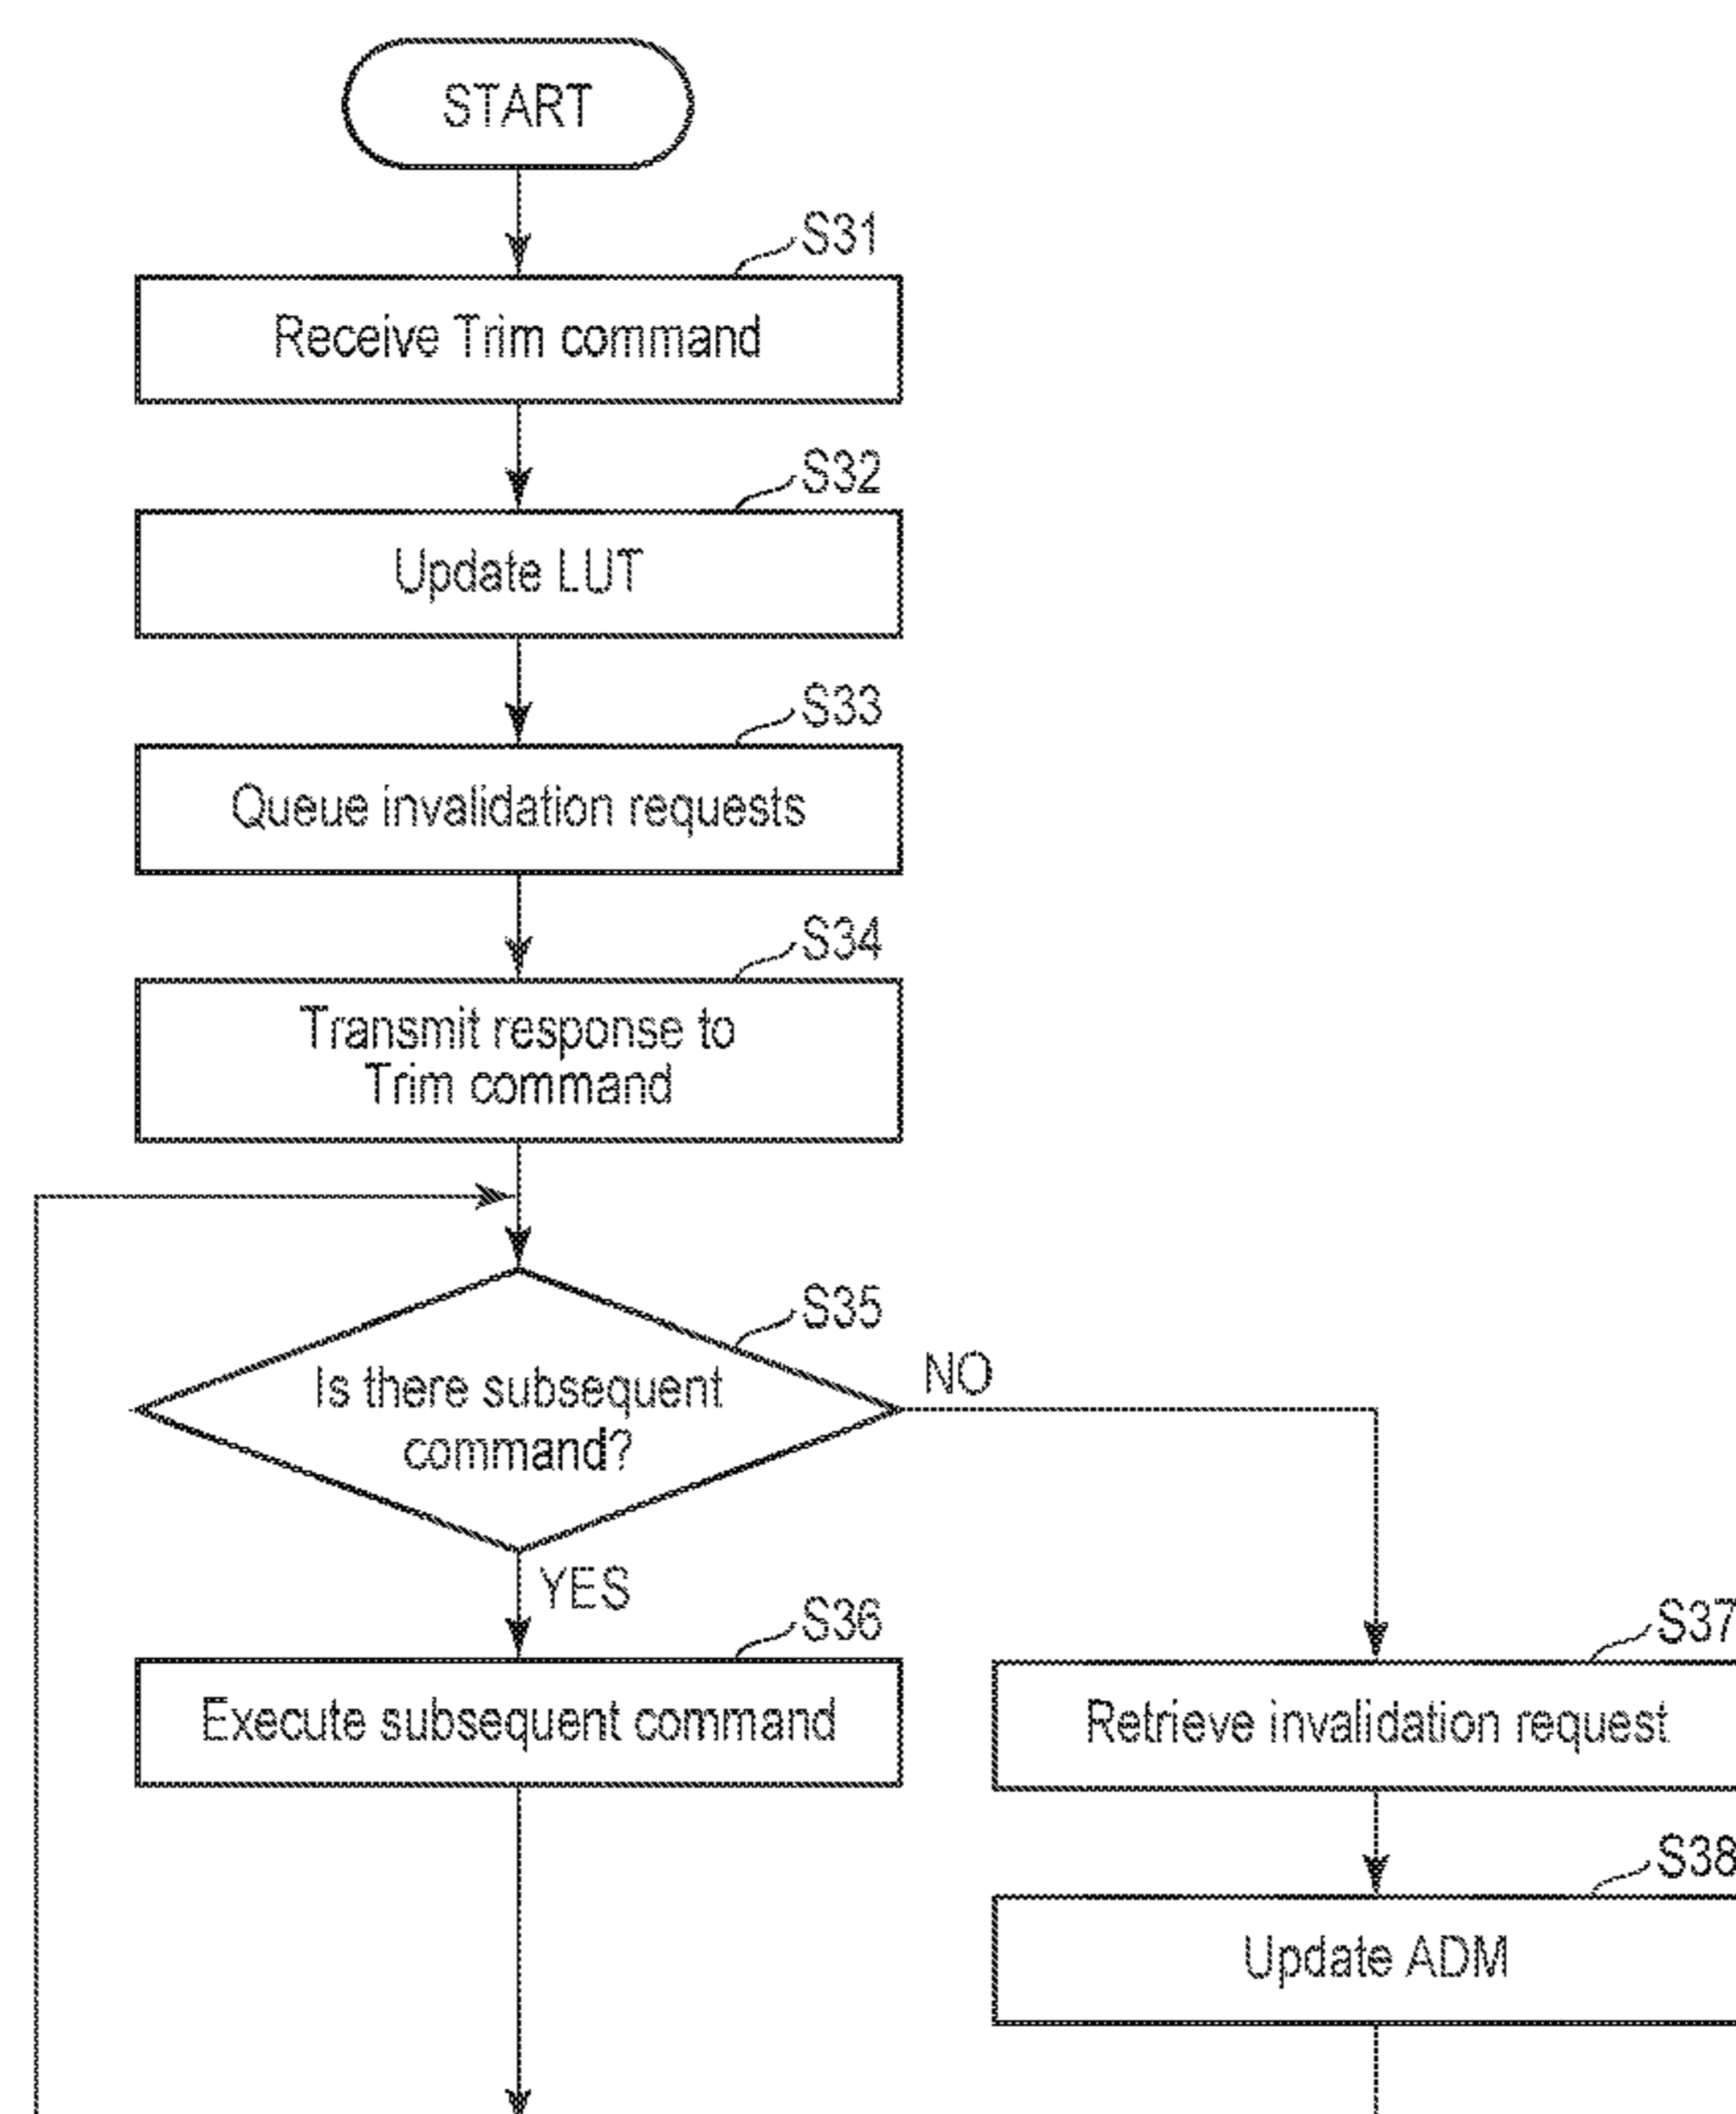 START
S31
Receive Trim command
S32
Update LUT
S33
Queue invalidation requests
S34
Transmit response to
Trim command
S35
Is there subsequent
command?
NO
YES
S36
Execute subsequent command
S37
Retrieve invalidation request
S38
Update ADM